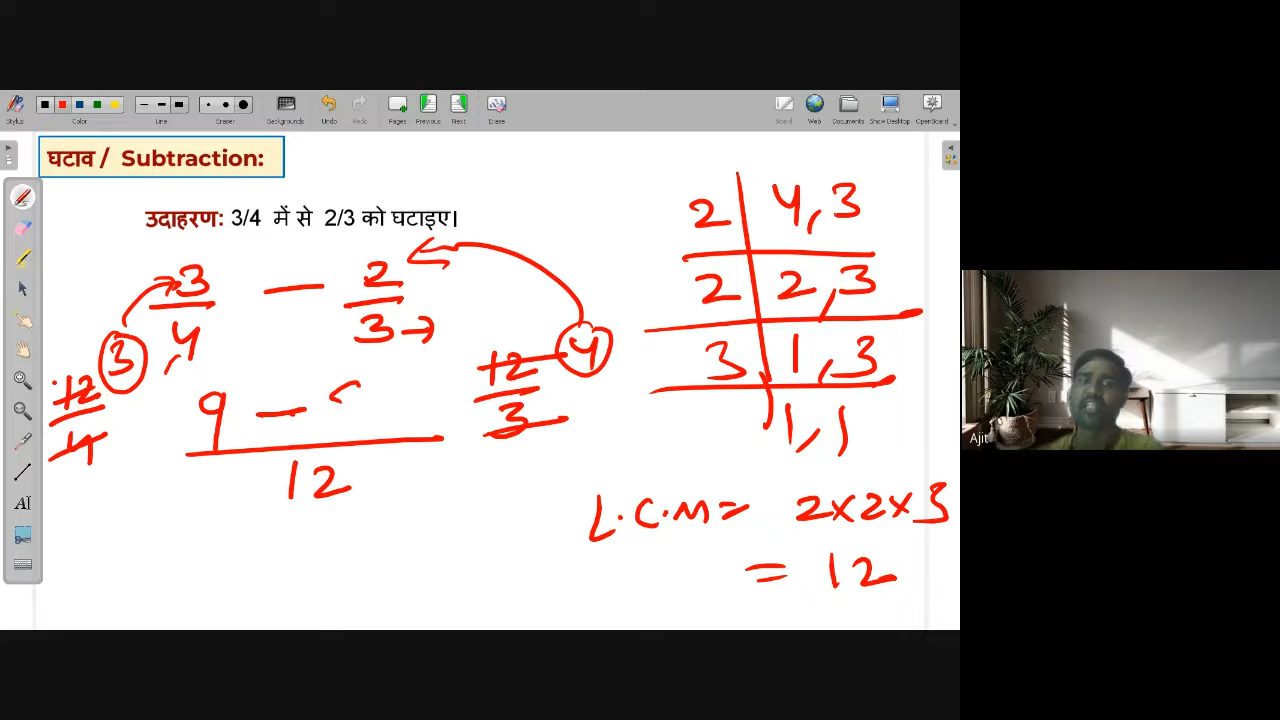 Stylus Color Line Eraser Backgrounds Undo Redo Pages Previous Next Erase Board Web Documents Show Desktop OpenBoard
घटाव / Subtraction:
उदाहरण: 3/4 में से 2/3 को घटाइए।
3/4 − 2/3 →
3
4
12/4
12/3
9 −
12
2 | 4, 3
2 | 2, 3
3 | 1, 3
1, 1
L.C.M = 2×2×3
= 12
Ajit